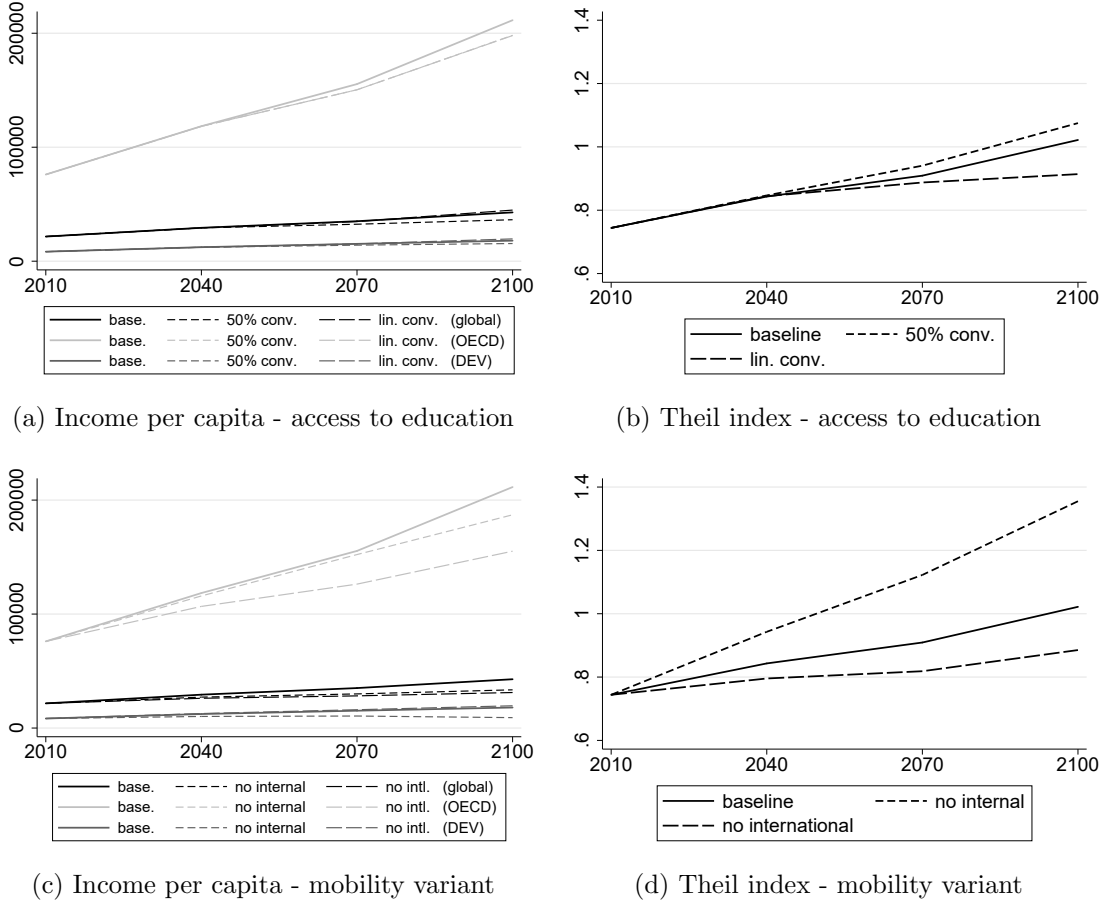 0 100000 200000
2010 2040 2070 2100
base. 50% conv. lin. conv. (global)
base. 50% conv. lin. conv. (OECD)
base. 50% conv. lin. conv. (DEV)
(a) Income per capita - access to education
.6 .8 1 1.2 1.4
2010 2040 2070 2100
baseline 50% conv.
lin. conv.
(b) Theil index - access to education
0 100000 200000
2010 2040 2070 2100
base. no internal no intl. (global)
base. no internal no intl. (OECD)
base. no internal no intl. (DEV)
(c) Income per capita - mobility variant
.6 .8 1 1.2 1.4
2010 2040 2070 2100
baseline no internal
no international
(d) Theil index - mobility variant